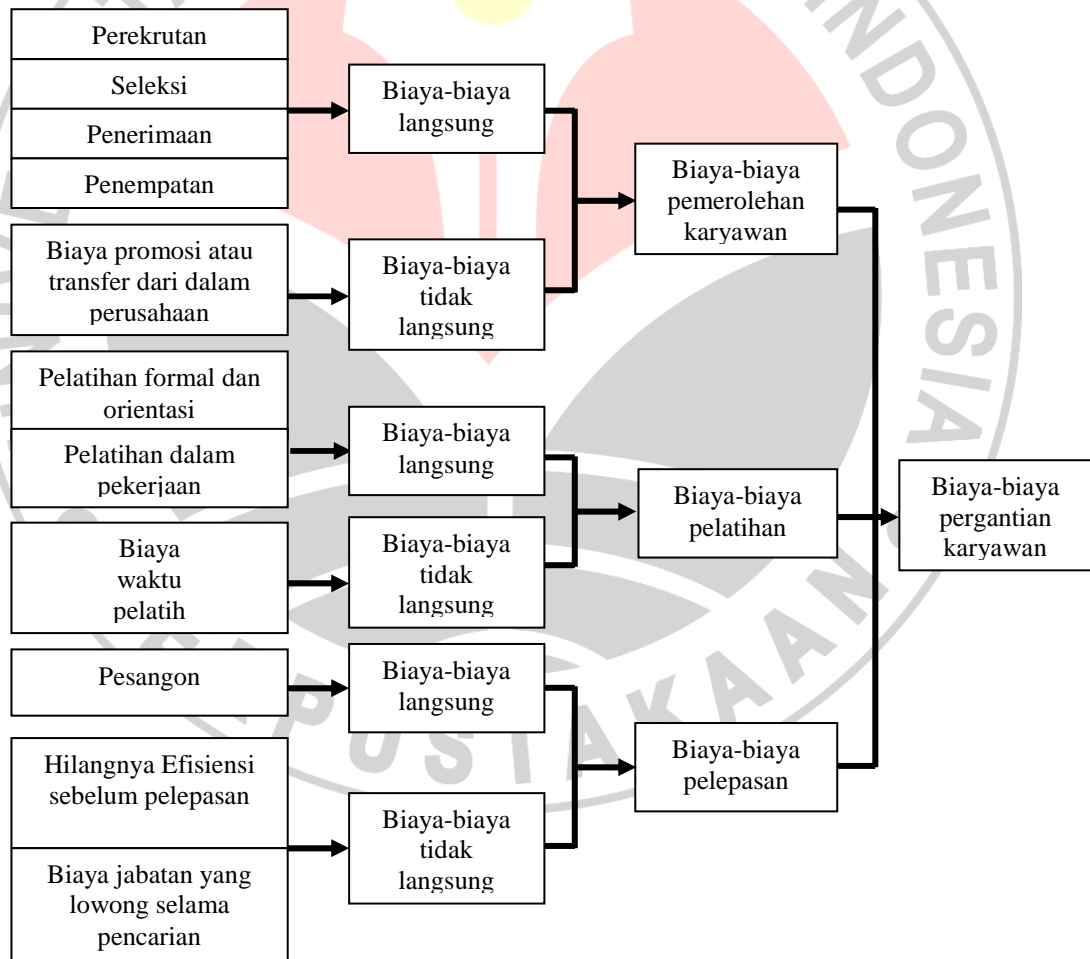 Perekrutan
Seleksi
Penerimaan
Penempatan
Biaya-biaya
langsung
Biaya promosi atau
transfer dari dalam
perusahaan
Biaya-biaya
tidak
langsung
Biaya-biaya
pemerolehan
karyawan
Pelatihan formal dan
orientasi
Pelatihan dalam
pekerjaan
Biaya-biaya
langsung
Biaya
waktu
pelatih
Biaya-biaya
tidak
langsung
Biaya-biaya
pelatihan
Pesangon
Biaya-biaya
langsung
Hilangnya Efisiensi
sebelum pelepasan
Biaya jabatan yang
lowong selama
pencarian
Biaya-biaya
tidak
langsung
Biaya-biaya
pelepasan
Biaya-biaya
pergantian
karyawan
INDONESIA